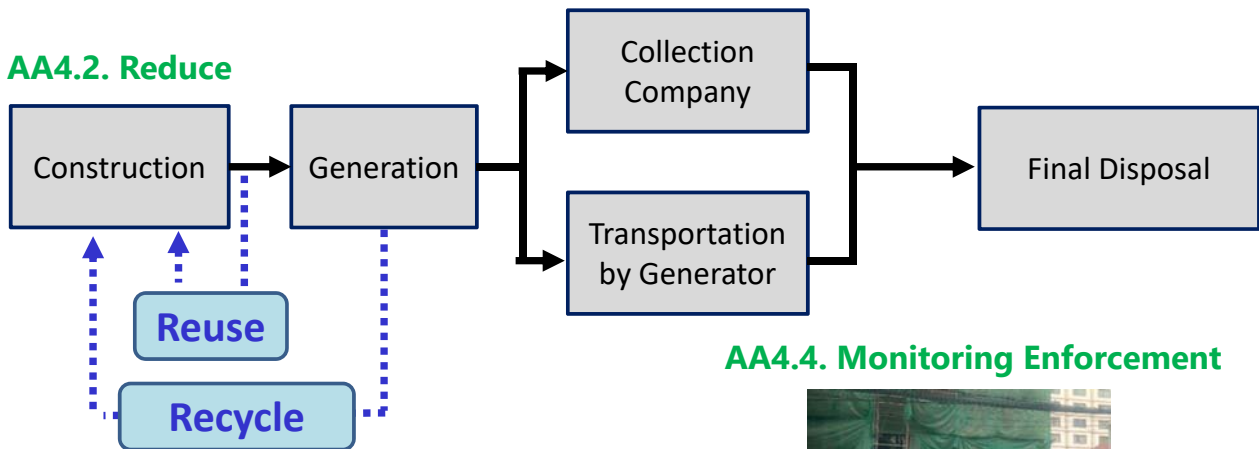 AA4.2. Reduce
Construction
Generation
Collection
Company
Transportation
by Generator
Final Disposal
Reuse
Recycle
AA4.4. Monitoring Enforcement